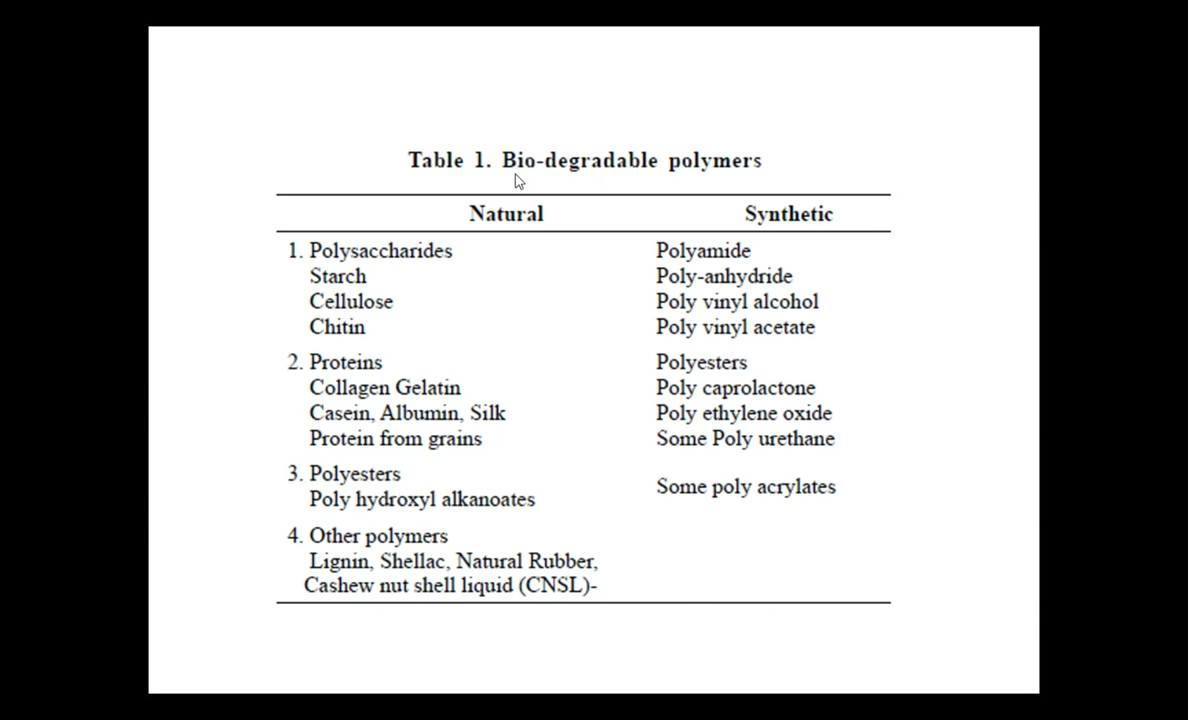 Table 1. Bio-degradable polymers
Natural Synthetic
1. Polysaccharides Polyamide
Starch Poly-anhydride
Cellulose Poly vinyl alcohol
Chitin Poly vinyl acetate
2. Proteins Polyesters
Collagen Gelatin Poly caprolactone
Casein, Albumin, Silk Poly ethylene oxide
Protein from grains Some Poly urethane
3. Polyesters
Some poly acrylates
Poly hydroxyl alkanoates
4. Other polymers
Lignin, Shellac, Natural Rubber,
Cashew nut shell liquid (CNSL)-